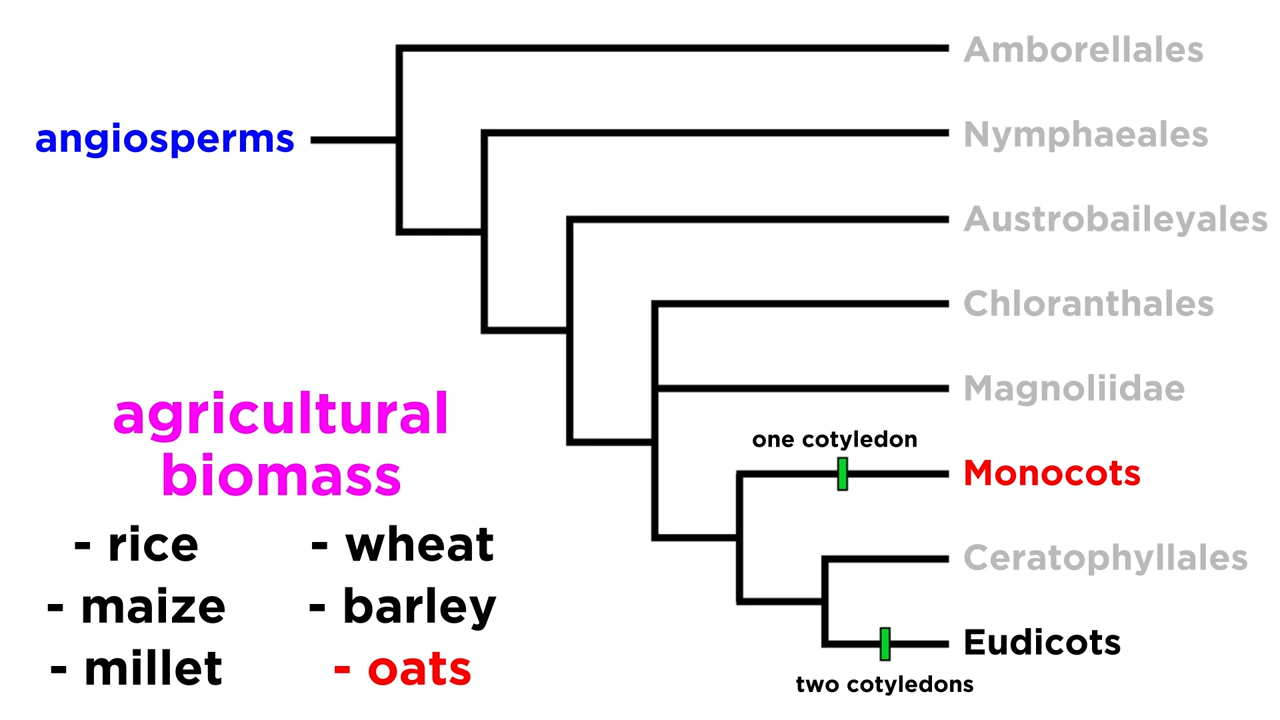 Amborellales
angiosperms
Nymphaeales
Austrobaileyales
Chloranthales
Magnoliidae
agricultural
biomass
- rice
- wheat
- maize
- barley
- millet
- oats
one cotyledon
Monocots
Ceratophyllales
Eudicots
two cotyledons